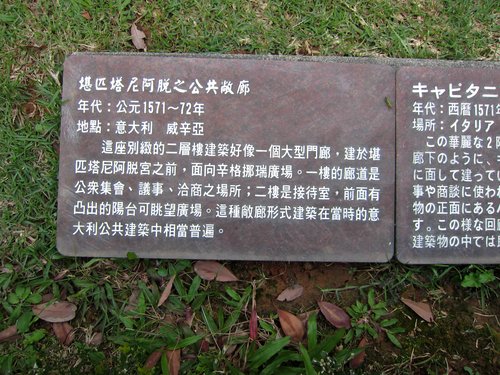 堪匹塔尼阿脫之公共敞廊
年代：公元1571～72年
地點：意大利　威辛亞
這座別緻的二層樓建築好像一個大型門廊，建於堪
匹塔尼阿脫宮之前，面向辛格挪瑞廣場。一樓的廊道是
公衆集會、議事、洽商之場所；二樓是接待室，前面有
凸出的陽台可眺望廣場。這種敞廊形式建築在當時的意
大利公共建築中相當普遍。
キャピタニ
年代：西暦1571年
場所：イタリア
この華麗な2階
廊下のように、キ
に面して建ってい
事や商談に使われ
物の正面にある
す。この様な回廊
建築物の中では